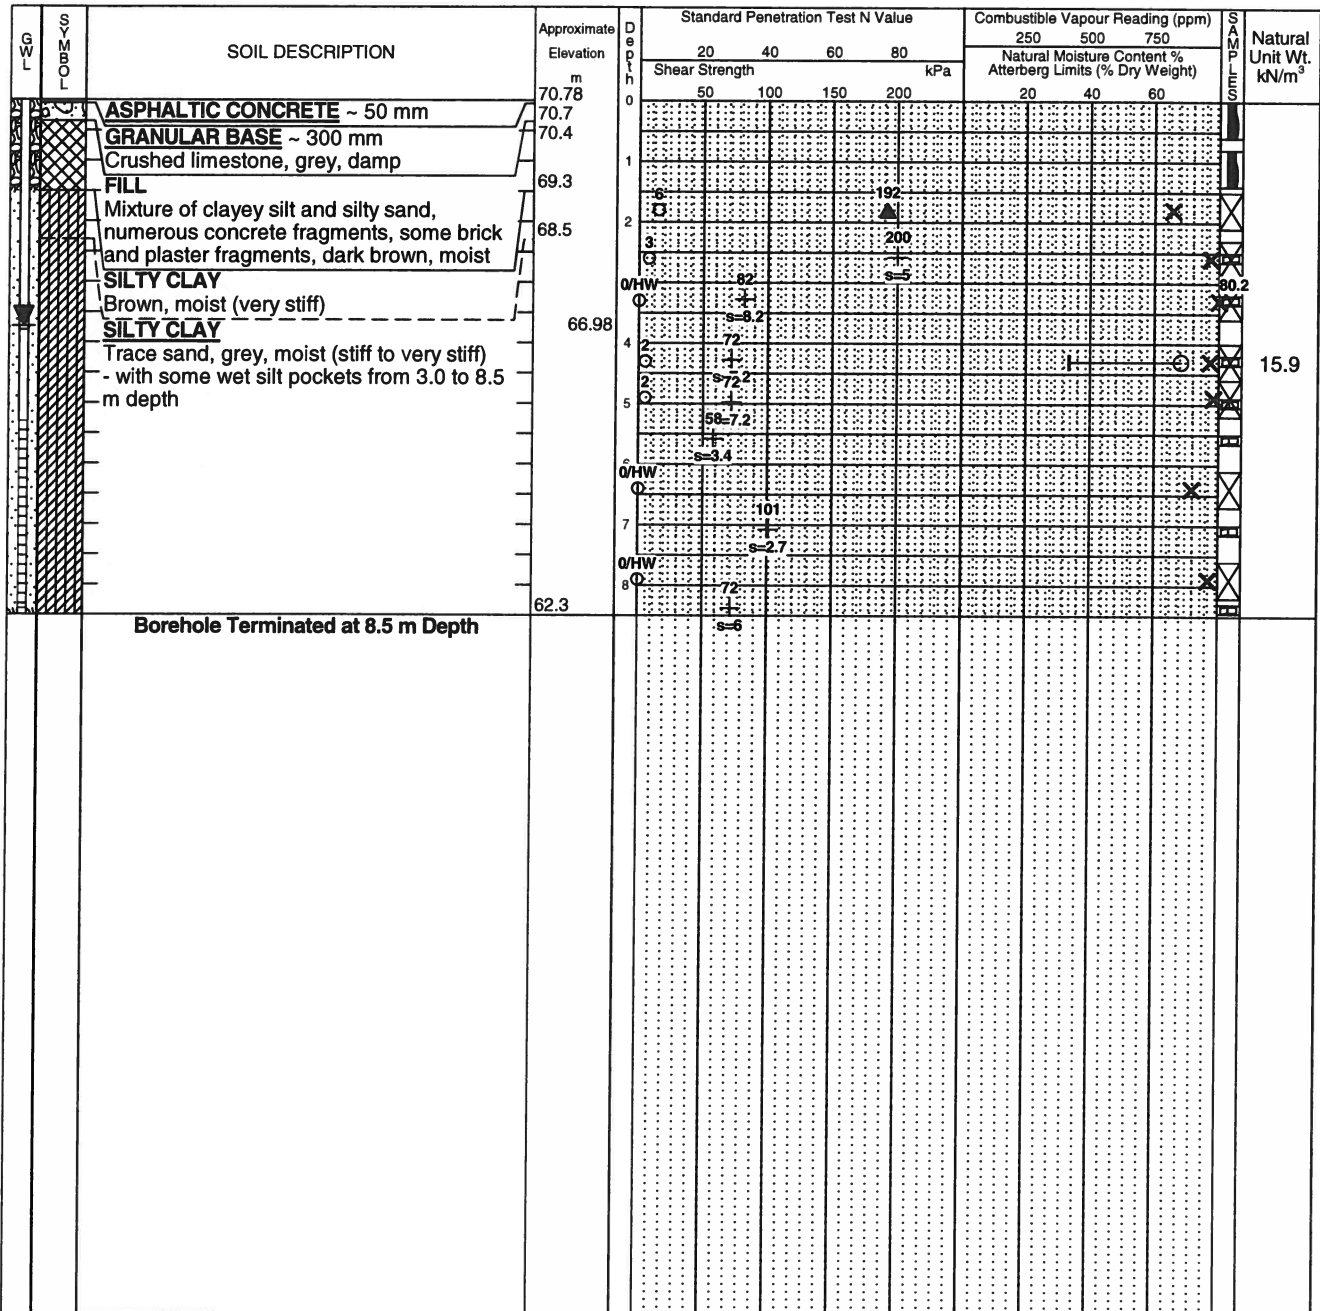 GWL
SYMBOL
SOIL DESCRIPTION
Approximate
Elevation
m
Depth
Standard Penetration Test N Value
20 40 60 80
Shear Strength kPa
50 100 150 200
Combustible Vapour Reading (ppm)
250 500 750
Natural Moisture Content %
Atterberg Limits (% Dry Weight)
20 40 60
SAMPLES
Natural
Unit Wt.
kN/m³
70.78
0
ASPHALTIC CONCRETE ~ 50 mm
70.7
GRANULAR BASE ~ 300 mm
70.4
Crushed limestone, grey, damp
1
FILL
69.3
Mixture of clayey silt and silty sand,
numerous concrete fragments, some brick
and plaster fragments, dark brown, moist
68.5
6
192
2
3
200
s=5
SILTY CLAY
Brown, moist (very stiff)
0/HW
82
80.2
s=8.2
SILTY CLAY
66.98
Trace sand, grey, moist (stiff to very stiff)
- with some wet silt pockets from 3.0 to 8.5
m depth
4
2
72
15.9
2
72
5
58
=7.2
s=3.4
0/HW
101
7
s=2.7
0/HW
8
72
62.3
s=6
Borehole Terminated at 8.5 m Depth